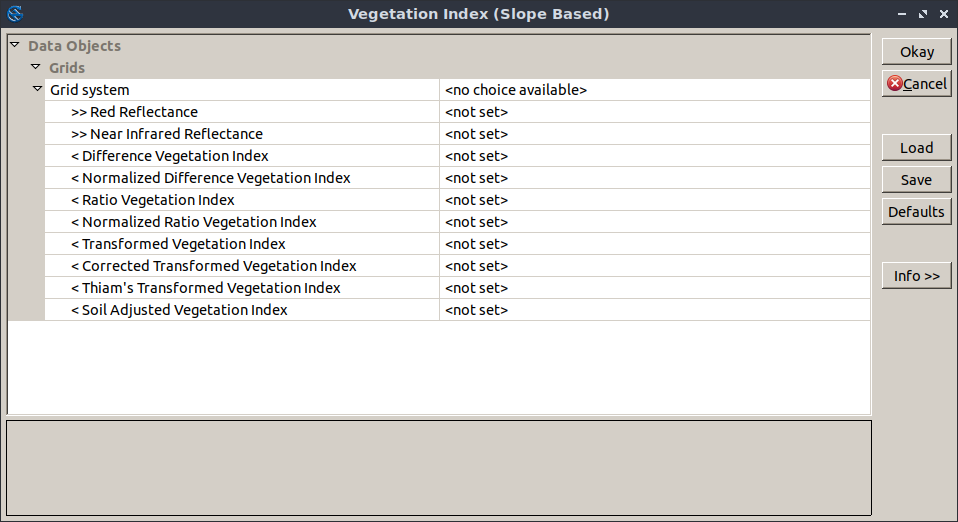 Vegetation Index (Slope Based)
Data Objects
Grids
Grid system <no choice available>
>> Red Reflectance <not set>
>> Near Infrared Reflectance <not set>
< Difference Vegetation Index <not set>
< Normalized Difference Vegetation Index <not set>
< Ratio Vegetation Index <not set>
< Normalized Ratio Vegetation Index <not set>
< Transformed Vegetation Index <not set>
< Corrected Transformed Vegetation Index <not set>
< Thiam's Transformed Vegetation Index <not set>
< Soil Adjusted Vegetation Index <not set>
Okay
Cancel
Load
Save
Defaults
Info >>